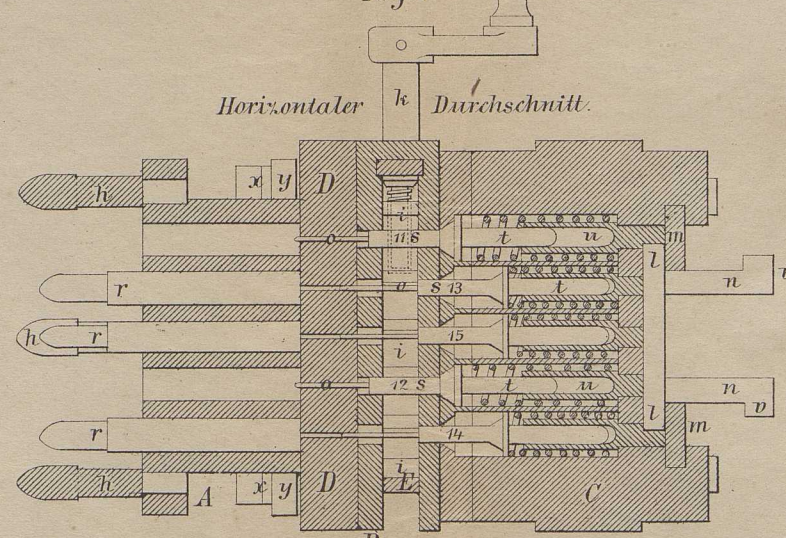 k
Horizontaler Durchschnitt.
h x y D i
o 11 s t u m
l
r o s 13 t n
h r i 15
o 12 s t u n
v
r 14 l m
h A x y D i E C